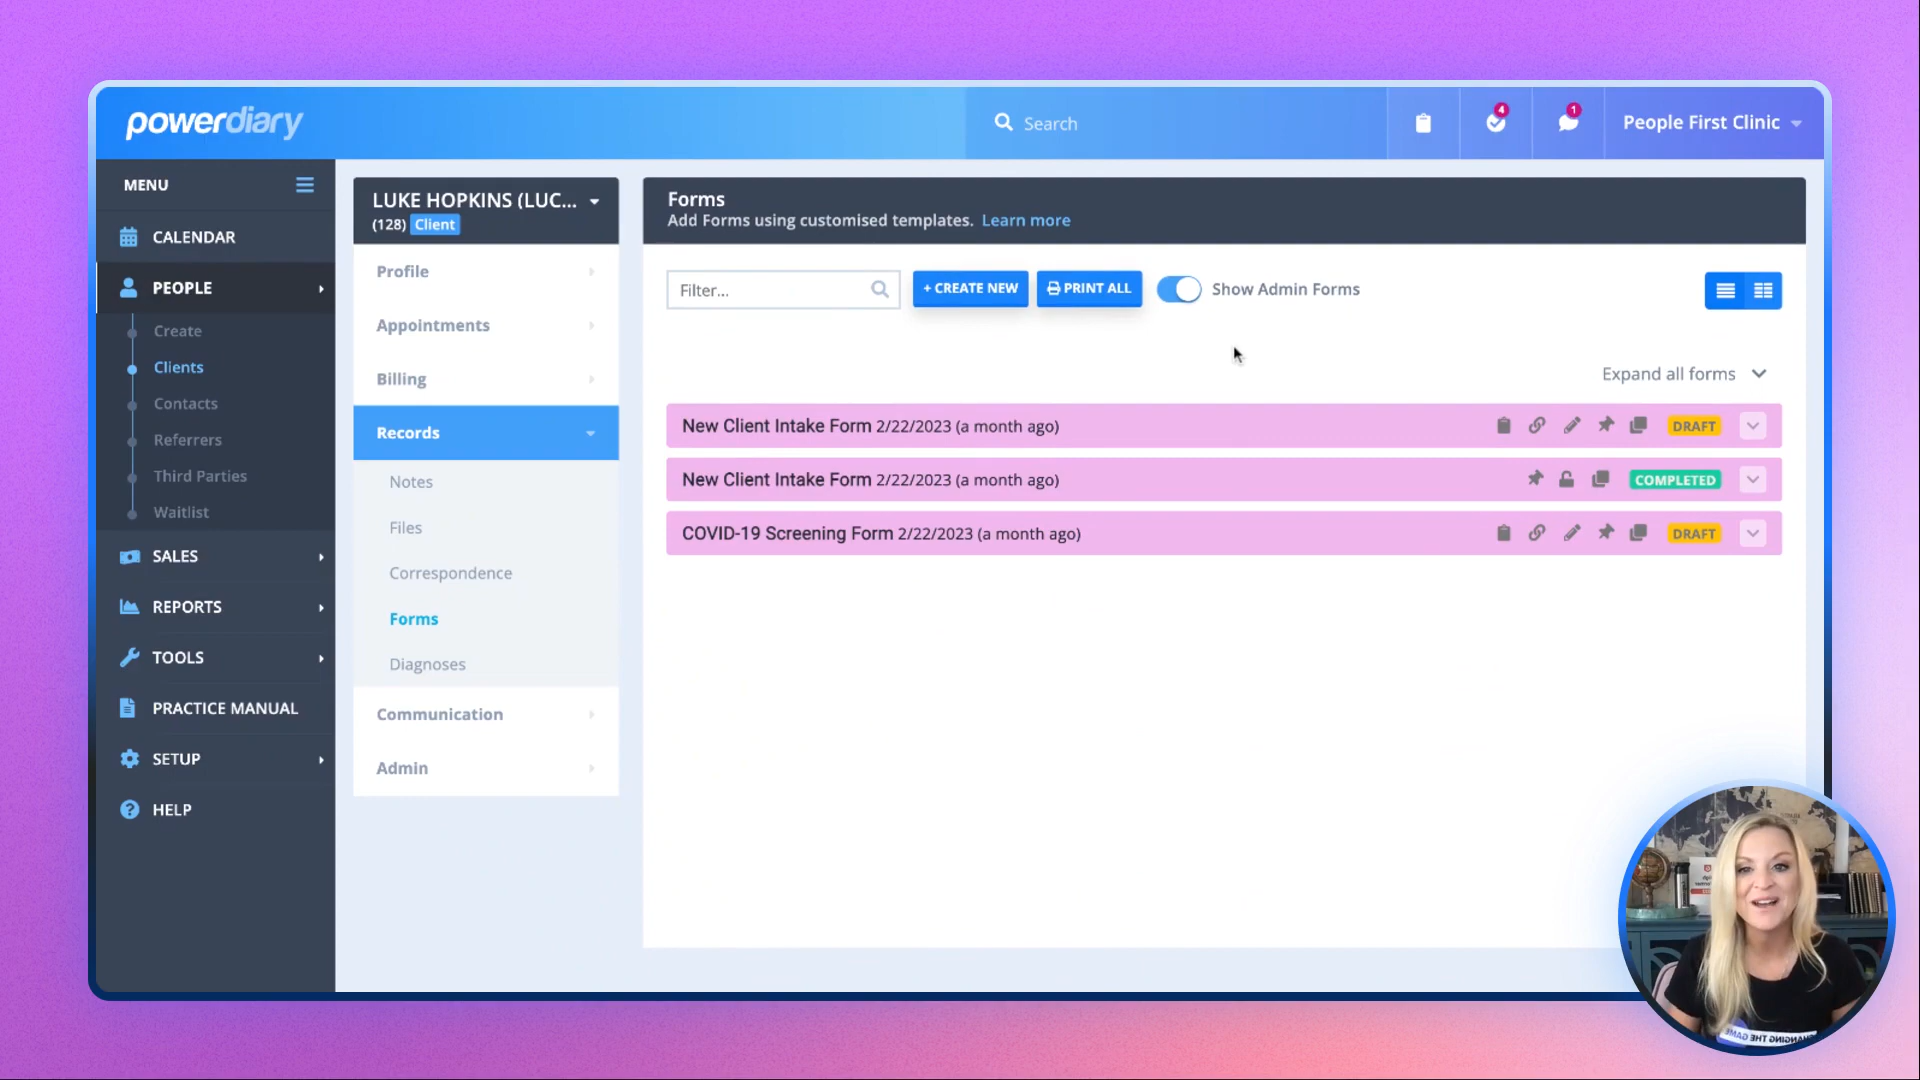 powerdiary
Search
4
1
People First Clinic
MENU
CALENDAR
PEOPLE
Create
Clients
Contacts
Referrers
Third Parties
Waitlist
SALES
REPORTS
TOOLS
PRACTICE MANUAL
SETUP
HELP
LUKE HOPKINS (LUC...
(128) Client
Profile
Appointments
Billing
Records
Notes
Files
Correspondence
Forms
Diagnoses
Communication
Admin
Forms
Add Forms using customised templates. Learn more
Filter...
+ CREATE NEW
PRINT ALL
Show Admin Forms
Expand all forms
New Client Intake Form 2/22/2023 (a month ago)
DRAFT
New Client Intake Form 2/22/2023 (a month ago)
COMPLETED
COVID-19 Screening Form 2/22/2023 (a month ago)
DRAFT
THE GAME